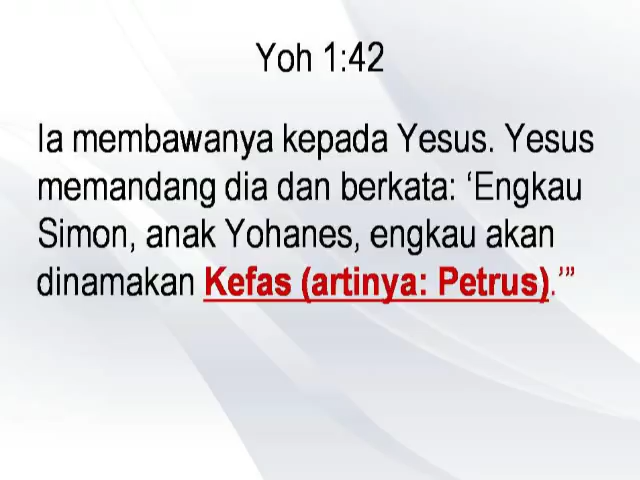 Yoh 1:42
Ia membawanya kepada Yesus. Yesus
memandang dia dan berkata: ‘Engkau
Simon, anak Yohanes, engkau akan
dinamakan Kefas (artinya: Petrus).’”